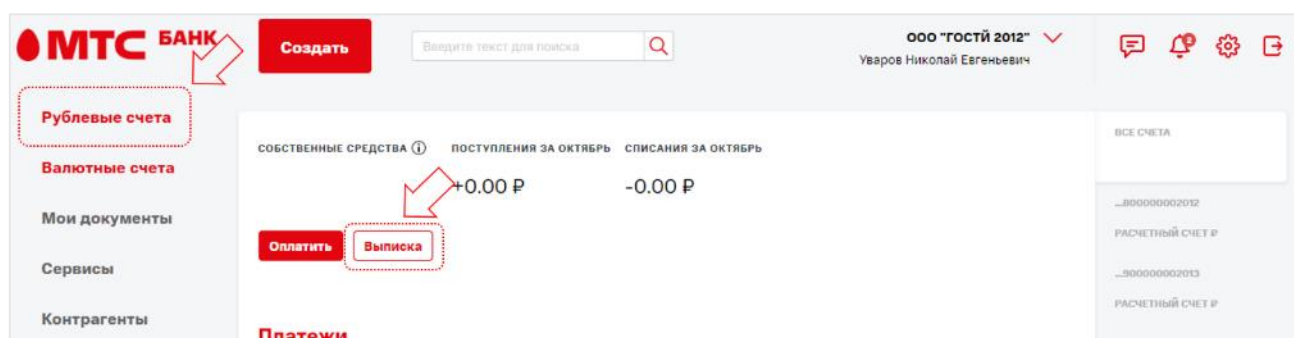 МТС БАНК
Создать
Введите текст для поиска
ООО "ГОСТЙ 2012"
Уваров Николай Евгеньевич
Рублевые счета
Валютные счета
Мои документы
Сервисы
Контрагенты
СОБСТВЕННЫЕ СРЕДСТВА
ПОСТУПЛЕНИЯ ЗА ОКТЯБРЬ
СПИСАНИЯ ЗА ОКТЯБРЬ
+0.00 ₽
-0.00 ₽
Оплатить
Выписка
Платежи
ВСЕ СЧЕТА
...800000002012
РАСЧЕТНЫЙ СЧЕТ ₽
...900000002013
РАСЧЕТНЫЙ СЧЕТ ₽